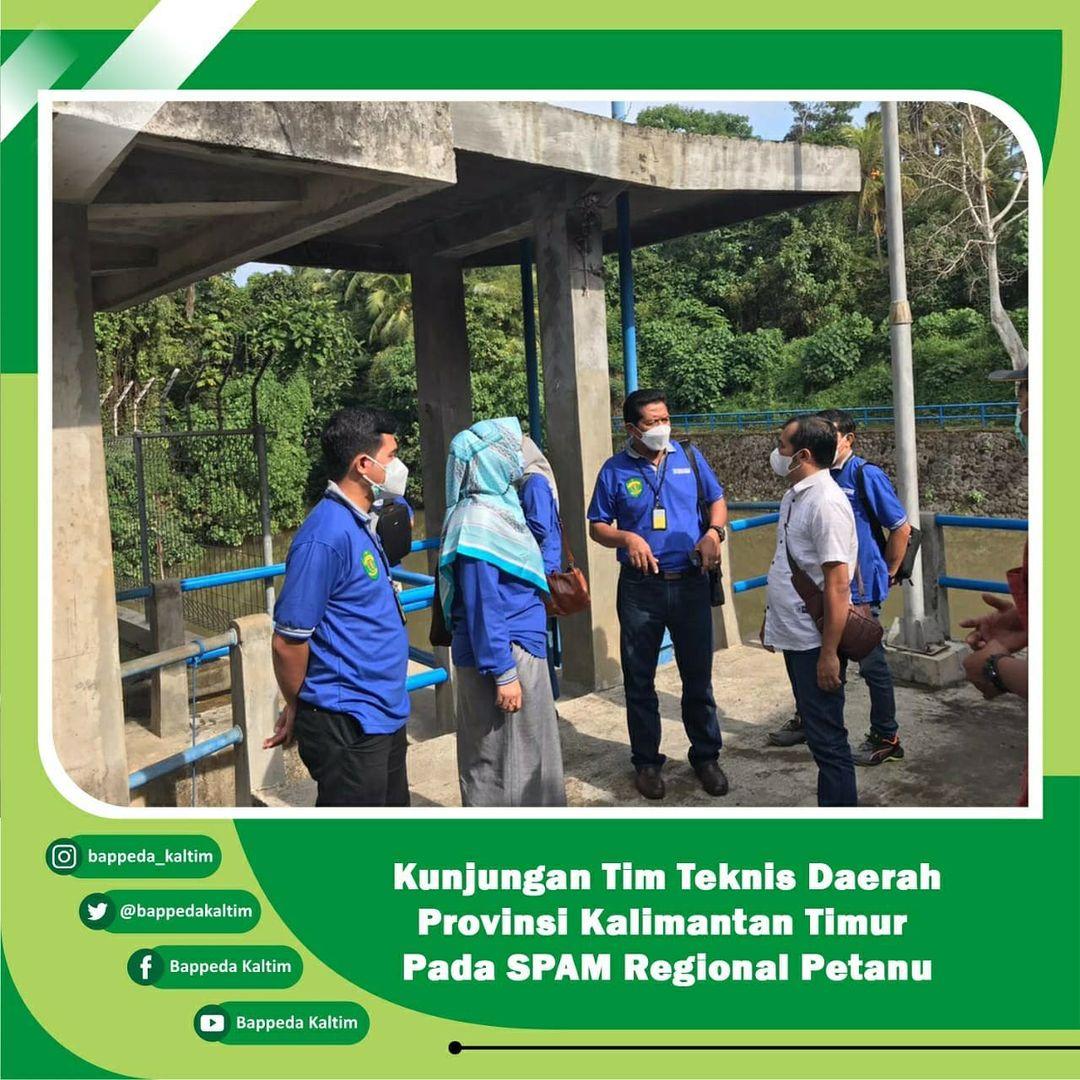 bappeda_kaltim
@bappedakaltim
Bappeda Kaltim
Bappeda Kaltim
Kunjungan Tim Teknis Daerah
Provinsi Kalimantan Timur
Pada SPAM Regional Petanu